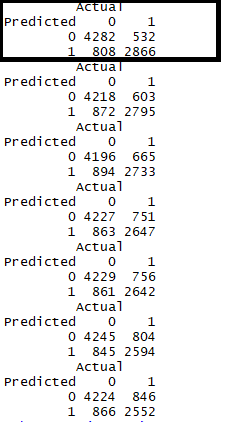 Actual
Predicted 0 1
0 4282 532
1 808 2866
Actual
Predicted 0 1
0 4218 603
1 872 2795
Actual
Predicted 0 1
0 4196 665
1 894 2733
Actual
Predicted 0 1
0 4227 751
1 863 2647
Actual
Predicted 0 1
0 4229 756
1 861 2642
Actual
Predicted 0 1
0 4245 804
1 845 2594
Actual
Predicted 0 1
0 4224 846
1 866 2552